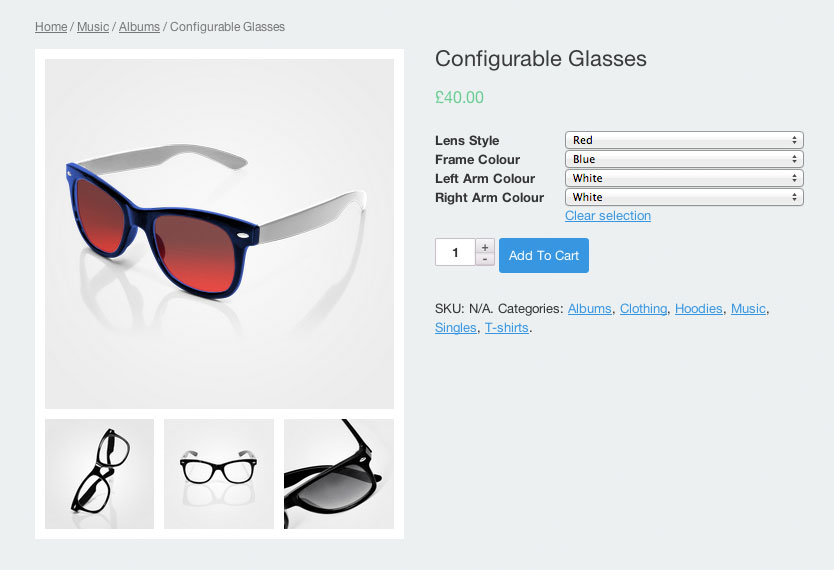 Home / Music / Albums / Configurable Glasses
Configurable Glasses
£40.00
Lens Style Red
Frame Colour Blue
Left Arm Colour White
Right Arm Colour White
Clear selection
1 + -
Add To Cart
SKU: N/A. Categories: Albums, Clothing, Hoodies, Music,
Singles, T-shirts.